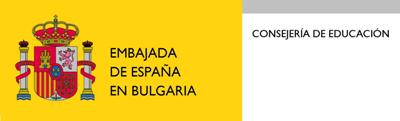 EMBAJADA
DE ESPAÑA
EN BULGARIA
CONSEJERÍA DE EDUCACIÓN